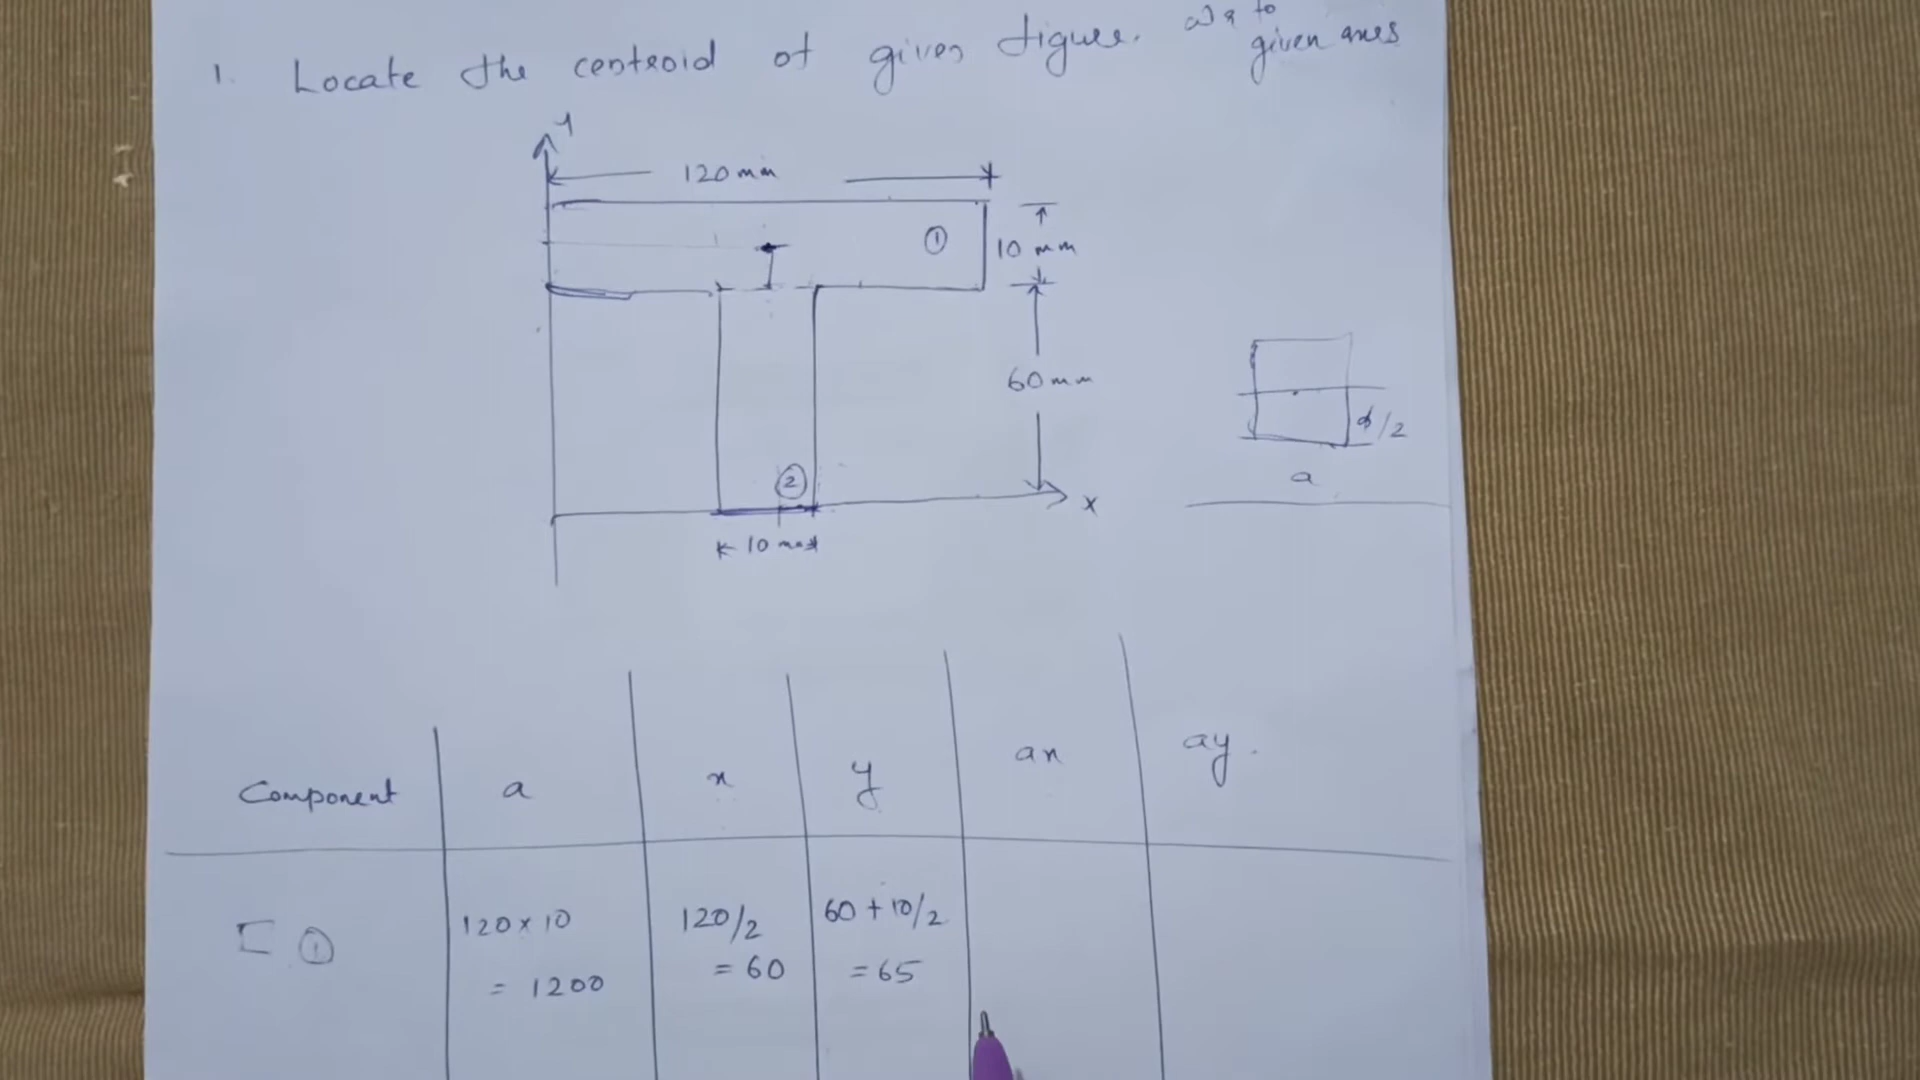 1. Locate the centroid of given figure. w r to
given axes
Y
120 mm
①
10 mm
60 mm
②
x
10 mm
d/2
a
Component a x y ax ay.
① 120 x 10 120/2 60 + 10/2
= 1200 = 60 = 65